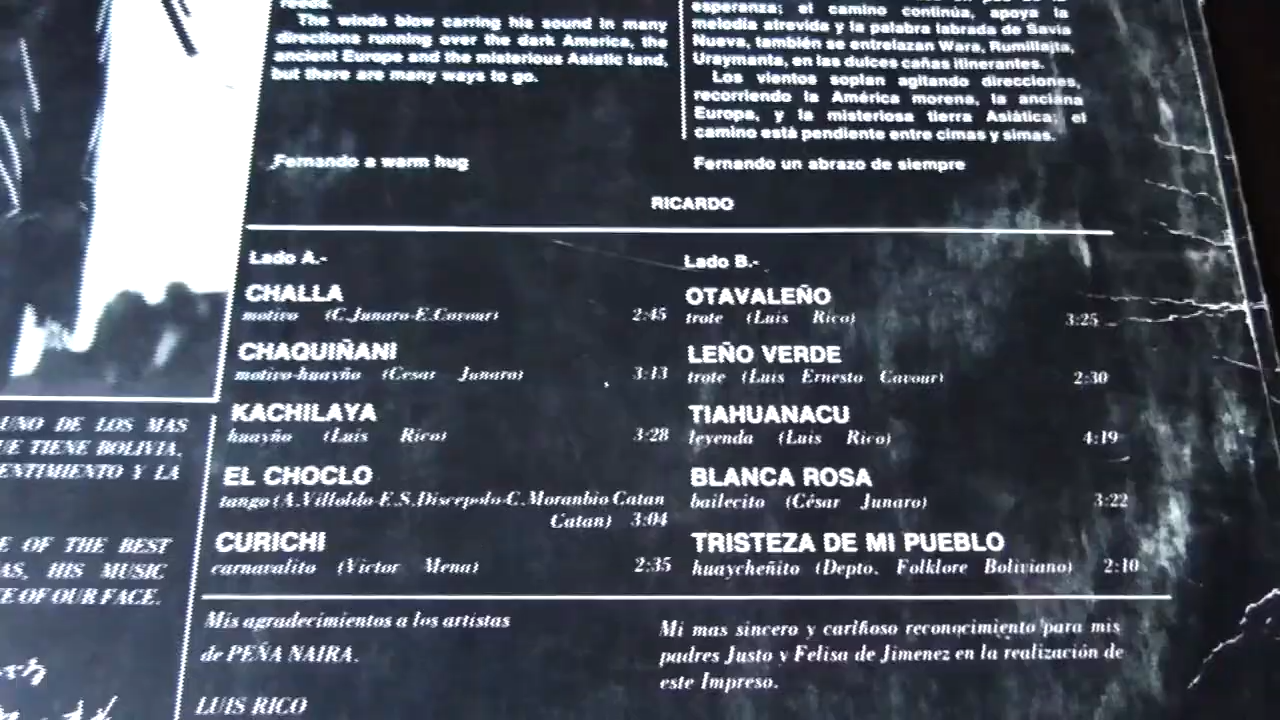 reeds.
The winds blow carring his sound in many
directions running over the dark America, the
ancient Europe and the misterious Asiatic land,
but there are many ways to go.
Fernando a warm hug
esperanza; el camino continúa, apoya la
melodía atrevida y la palabra labrada de Savia
Nueva, también se entrelazan Wara, Rumillajta,
Uraymanta, en las dulces cañas itinerantes.
Los vientos soplan agitando direcciones,
recorriendo la América morena, la anciana
Europa, y la misteriosa tierra Asiàtica; el
camino está pendiente entre cimas y simas.
Fernando un abrazo de siempre
RICARDO
Lado A.-
CHALLA
motivo (C.Junaro-E.Cavour) 2:45
CHAQUIÑANI
motivo-huayño (Cesar Junaro) 3:13
KACHILAYA
huayño (Luis Rico) 3:28
EL CHOCLO
tango (A.Villoldo-E.S.Discepolo-C.Moranbio Catan
Catan) 3:04
CURICHI
carnavalito (Victor Mena) 2:35
Lado B.-
OTAVALEÑO
trote (Luis Rico) 3:25
LEÑO VERDE
trote (Luis Ernesto Cavour) 2:30
TIAHUANACU
leyenda (Luis Rico) 4:19
BLANCA ROSA
bailecito (César Junaro) 3:22
TRISTEZA DE MI PUEBLO
huaycheñito (Depto. Folklore Boliviano) 2:10
UNO DE LOS MAS
UE TIENE BOLIVIA,
ENTIMIENTO Y LA
E OF THE BEST
AS, HIS MUSIC
E OF OUR FACE.
Mis agradecimientos a los artistas
de PEÑA NAIRA.
LUIS RICO
Mi mas sincero y cariñoso reconocimiento para mis
padres Justo y Felisa de Jimenez en la realización de
este Impreso.